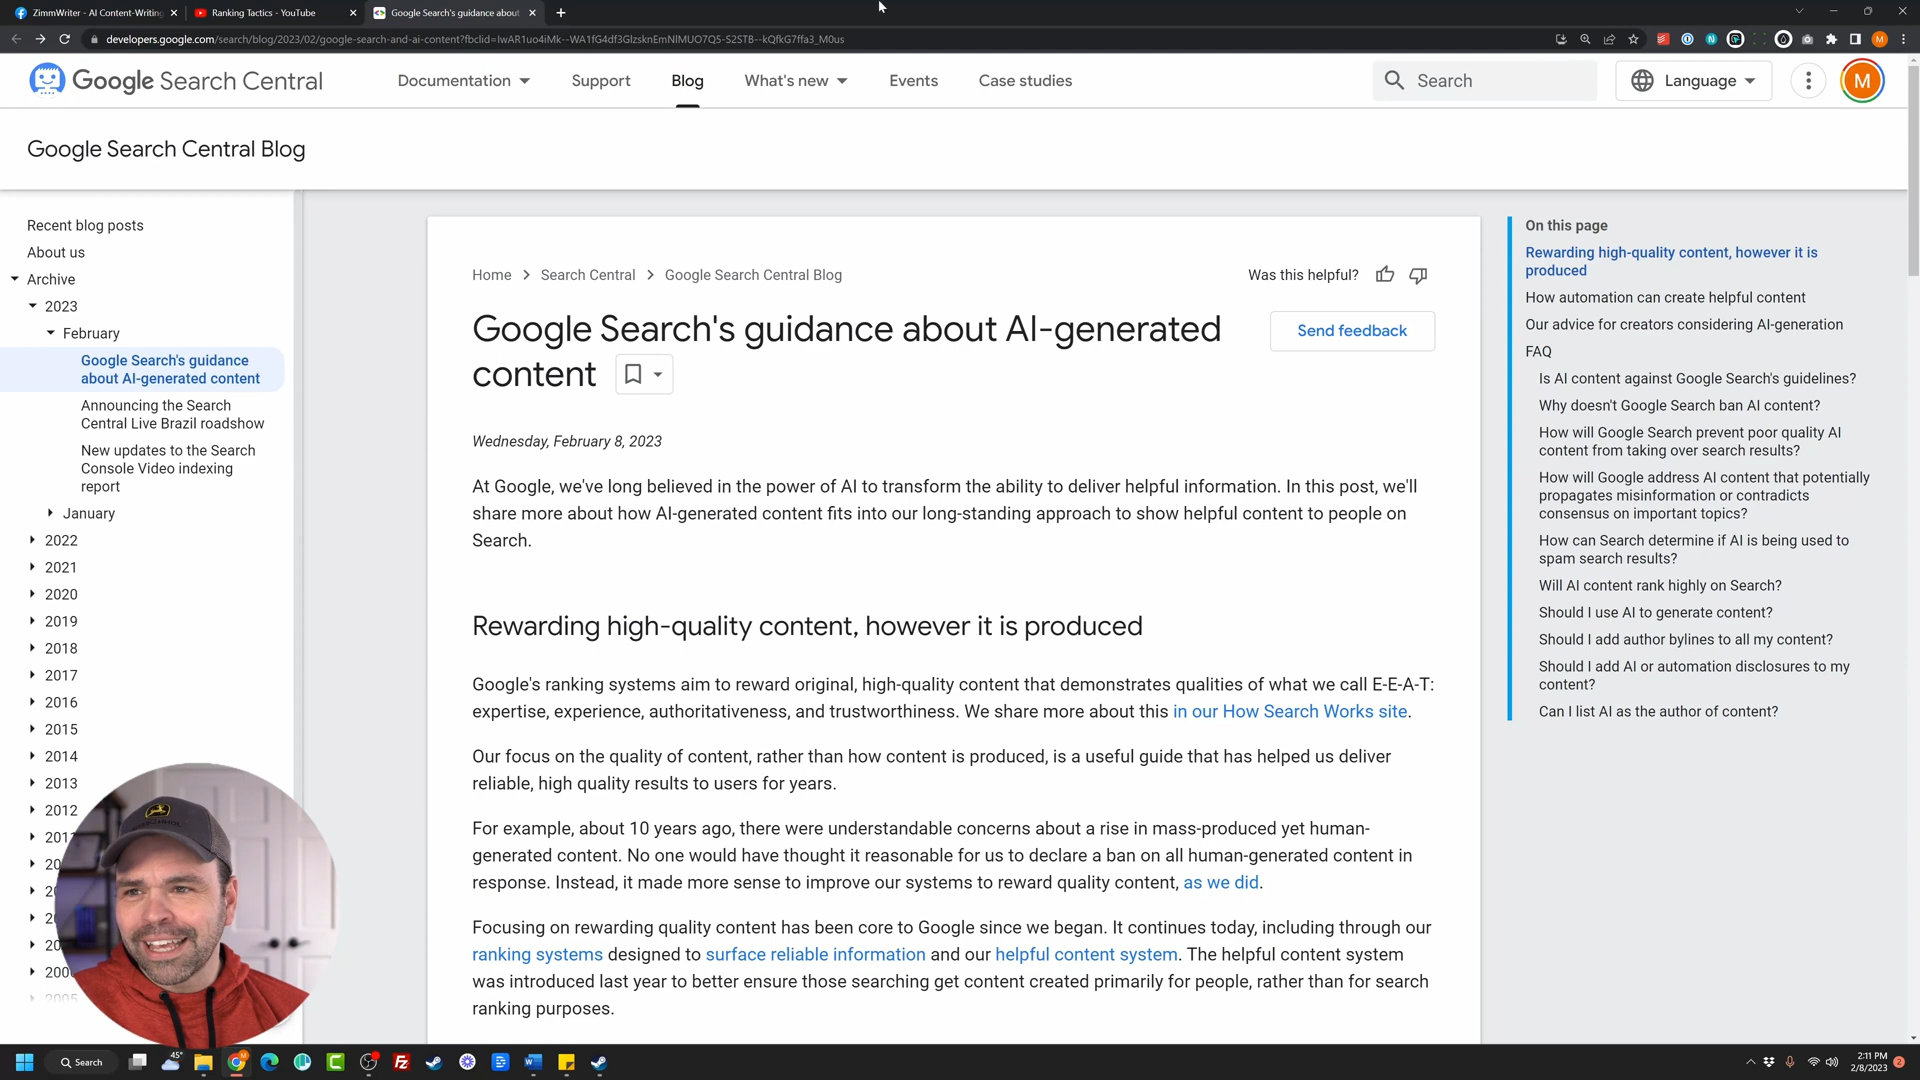 ZimmWriter - AI Content-Writing
Ranking Tactics - YouTube
Google Search's guidance about
developers.google.com/search/blog/2023/02/google-search-and-ai-content?fbclid=IwAR1uo4iMk--WA1fG4df3GlzsknEmNIMUO7Q5-S2STB--kQfkG7ffa3_M0us
M
Google Search Central
Documentation
Support
Blog
What's new
Events
Case studies
Search
Language
M
Google Search Central Blog
Recent blog posts
About us
Archive
2023
February
Google Search's guidance
about AI-generated content
Announcing the Search
Central Live Brazil roadshow
New updates to the Search
Console Video indexing
report
January
2022
2021
2020
2019
2018
2017
2016
2015
2014
2013
2012
2005
Home > Search Central > Google Search Central Blog
Was this helpful?
Google Search's guidance about AI-generated
content
Send feedback
Wednesday, February 8, 2023
At Google, we've long believed in the power of AI to transform the ability to deliver helpful information. In this post, we'll
share more about how AI-generated content fits into our long-standing approach to show helpful content to people on
Search.
Rewarding high-quality content, however it is produced
Google's ranking systems aim to reward original, high-quality content that demonstrates qualities of what we call E-E-A-T:
expertise, experience, authoritativeness, and trustworthiness. We share more about this in our How Search Works site.
Our focus on the quality of content, rather than how content is produced, is a useful guide that has helped us deliver
reliable, high quality results to users for years.
For example, about 10 years ago, there were understandable concerns about a rise in mass-produced yet human-
generated content. No one would have thought it reasonable for us to declare a ban on all human-generated content in
response. Instead, it made more sense to improve our systems to reward quality content, as we did.
Focusing on rewarding quality content has been core to Google since we began. It continues today, including through our
ranking systems designed to surface reliable information and our helpful content system. The helpful content system
was introduced last year to better ensure those searching get content created primarily for people, rather than for search
ranking purposes.
On this page
Rewarding high-quality content, however it is
produced
How automation can create helpful content
Our advice for creators considering AI-generation
FAQ
Is AI content against Google Search's guidelines?
Why doesn't Google Search ban AI content?
How will Google Search prevent poor quality AI
content from taking over search results?
How will Google address AI content that potentially
propagates misinformation or contradicts
consensus on important topics?
How can Search determine if AI is being used to
spam search results?
Will AI content rank highly on Search?
Should I use AI to generate content?
Should I add author bylines to all my content?
Should I add AI or automation disclosures to my
content?
Can I list AI as the author of content?
Search
45°
2:11 PM
2/8/2023
2